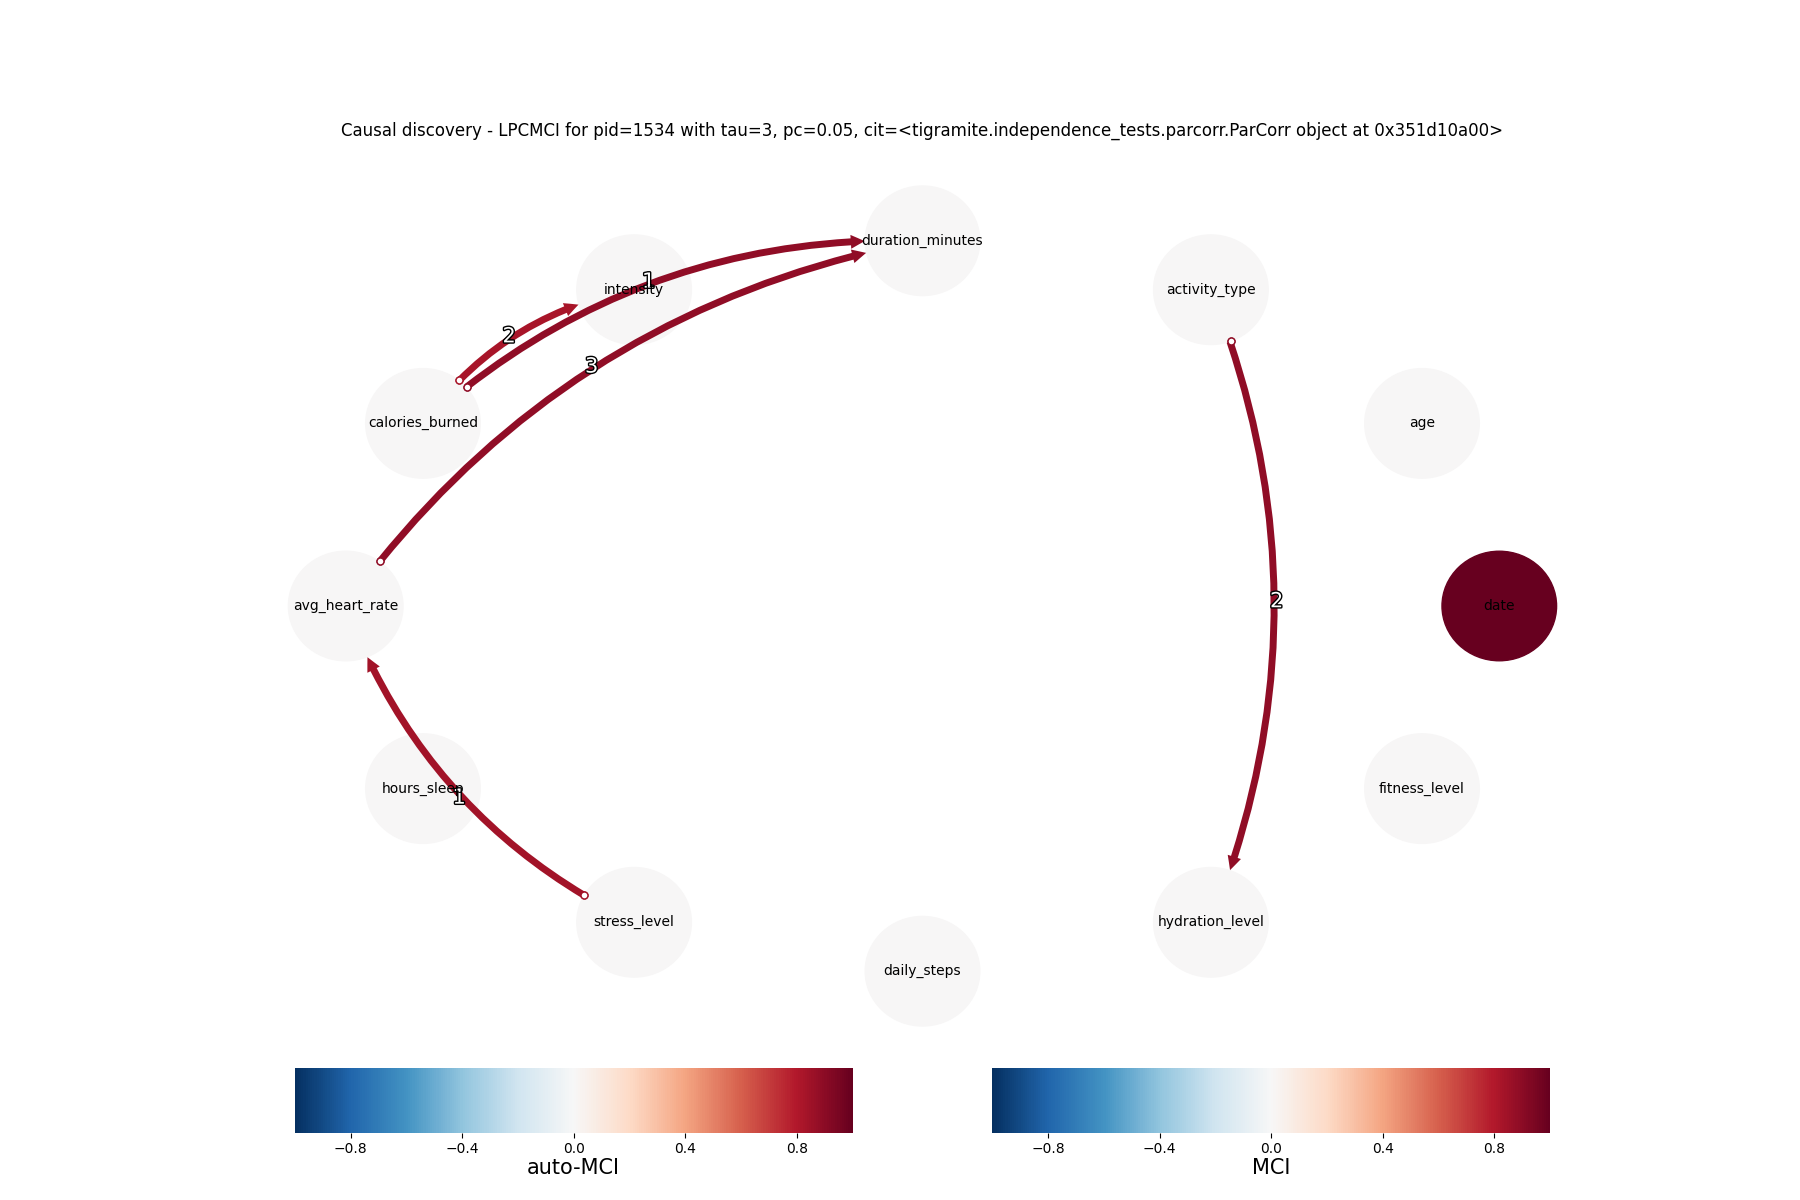 Causal discovery - LPCMCI for pid=1534 with tau=3, pc=0.05, cit=<tigramite.independence_tests.parcorr.ParCorr object at 0x351d10a00>
duration_minutes
intensity
1
activity_type
2
3
calories_burned
age
avg_heart_rate
2
date
hours_sleep
1
fitness_level
stress_level
hydration_level
daily_steps
−0.8 −0.4 0.0 0.4 0.8
auto-MCI
−0.8 −0.4 0.0 0.4 0.8
MCI